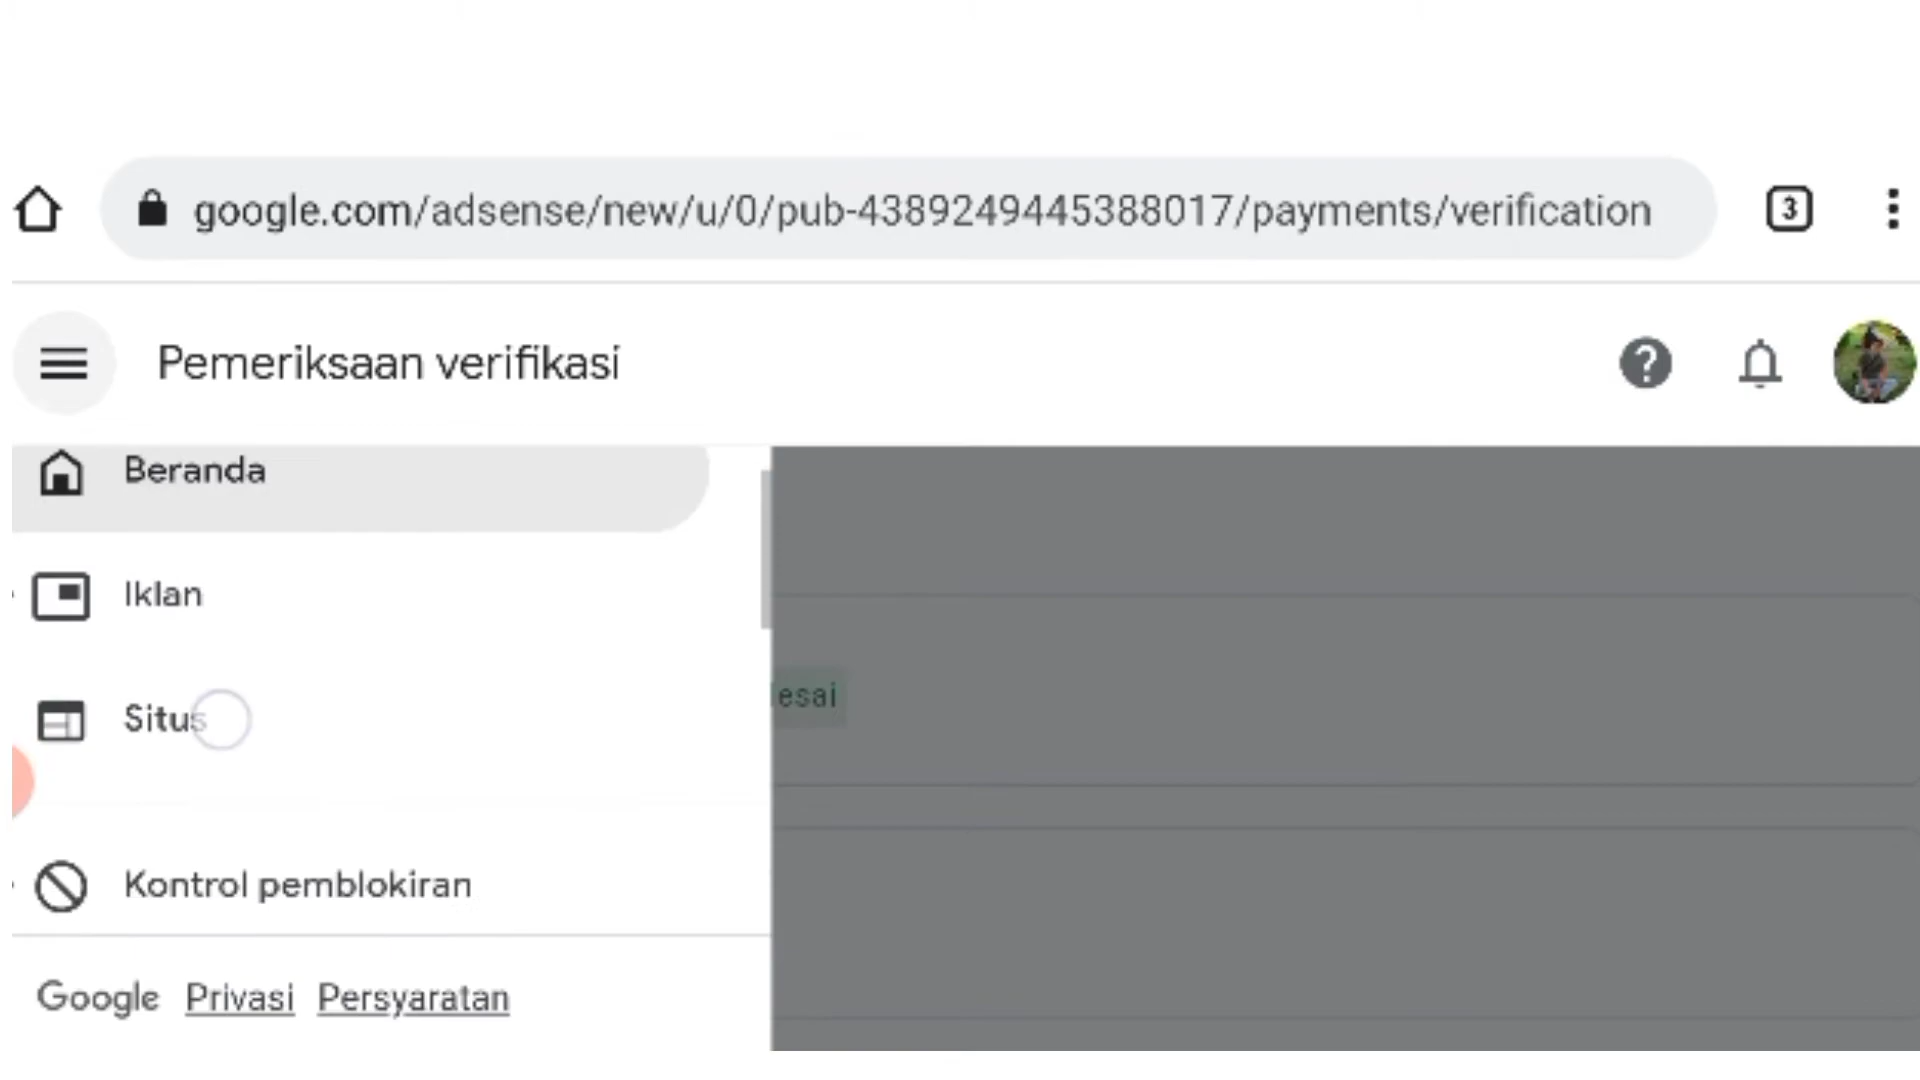 google.com/adsense/new/u/0/pub-4389249445388017/payments/verification
3
Pemeriksaan verifikasi
?
Beranda
Iklan
esai
Situs
Kontrol pemblokiran
Google Privasi Persyaratan